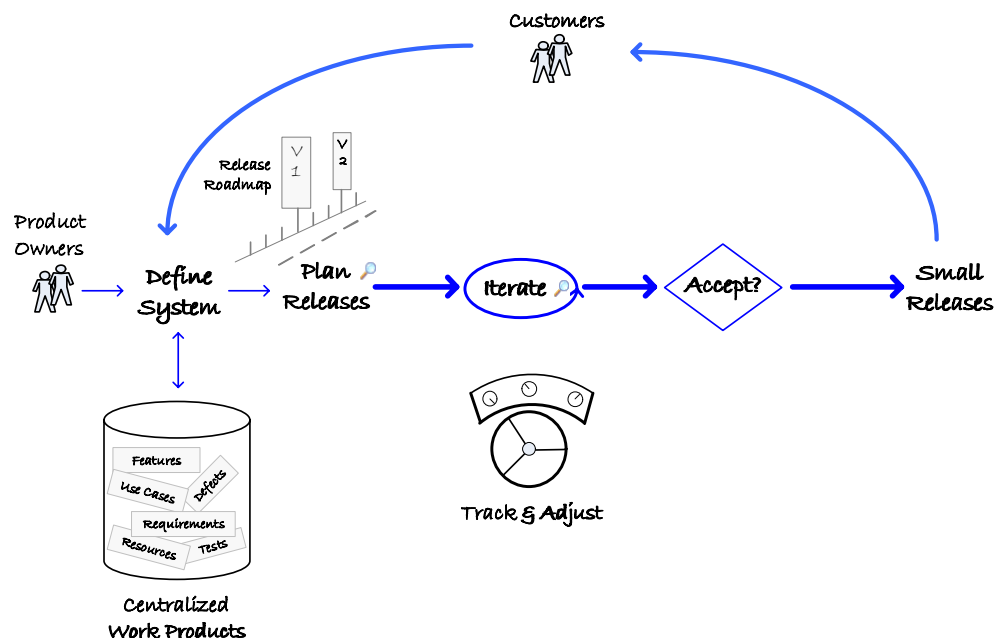 Customers
Release
Roadmap
V
1
V
2
Product
Owners
Define
System
Plan
Releases
Iterate
Accept?
Small
Releases
Features
Use Cases
Defects
Requirements
Resources
Tests
Track & Adjust
Centralized
Work Products